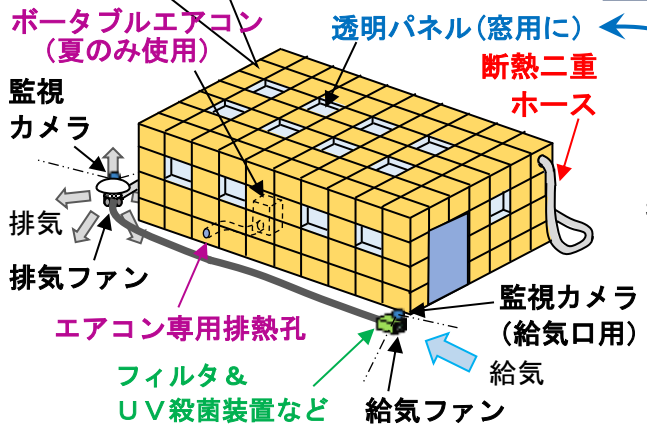 ボータブルエアコン
（夏のみ使用）
透明パネル（窓用に）
断熱二重
ホース
監視
カメラ
排気
排気ファン
エアコン専用排熱孔
監視カメラ
（給気口用）
給気
フィルタ＆
ＵＶ殺菌装置など
給気ファン